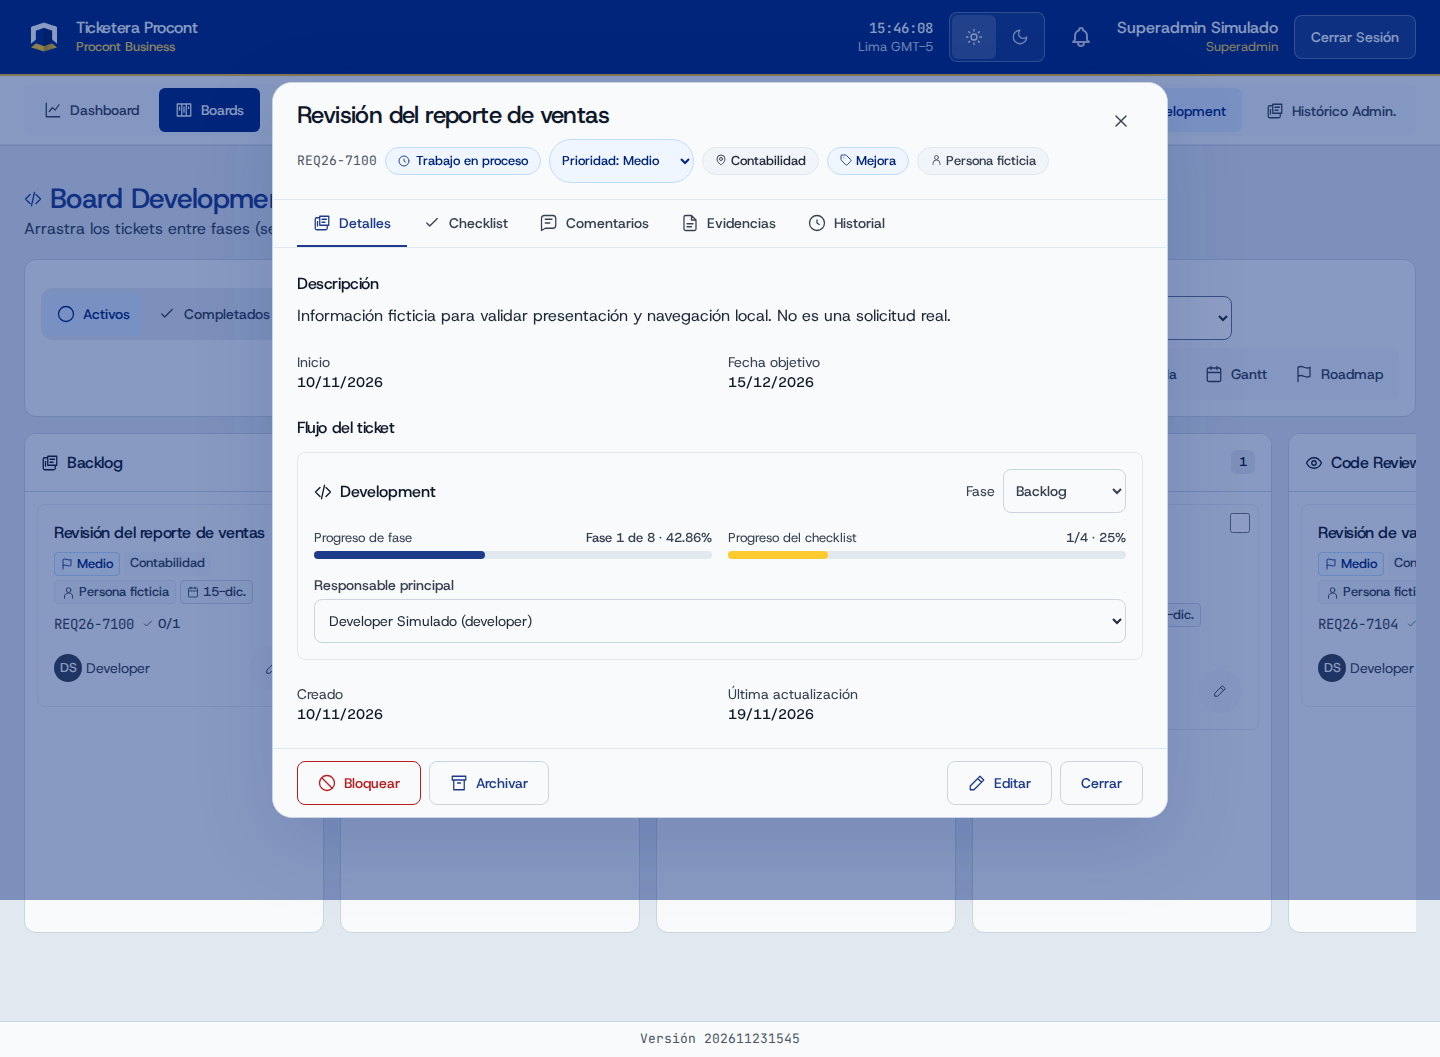 Ticketera Procont
Procont Business
15:46:08
Lima GMT-5
Superadmin Simulado
Superadmin
Cerrar Sesión
Dashboard
Boards
Histórico Admin.
Board
Arrastra los tickets entre fases
Activos
Completados
Gantt
Roadmap
Backlog
1
Code Review
Revisión del reporte de ventas
Medio
Contabilidad
Persona ficticia
15-dic.
REQ26-7100
0/1
DS
Developer
-dic.
Revisión de
Medio
Persona
REQ26-7104
DS
Developer
Revisión del reporte de ventas
REQ26-7100
Trabajo en proceso
Prioridad: Medio
Contabilidad
Mejora
Persona ficticia
Detalles
Checklist
Comentarios
Evidencias
Historial
Descripción
Información ficticia para validar presentación y navegación local. No es una solicitud real.
Inicio
10/11/2026
Fecha objetivo
15/12/2026
Flujo del ticket
Development
Fase
Backlog
Progreso de fase
Fase 1 de 8 · 42.86%
Progreso del checklist
1/4 · 25%
Responsable principal
Developer Simulado (developer)
Creado
10/11/2026
Última actualización
19/11/2026
Bloquear
Archivar
Editar
Cerrar
Versión 202611231545